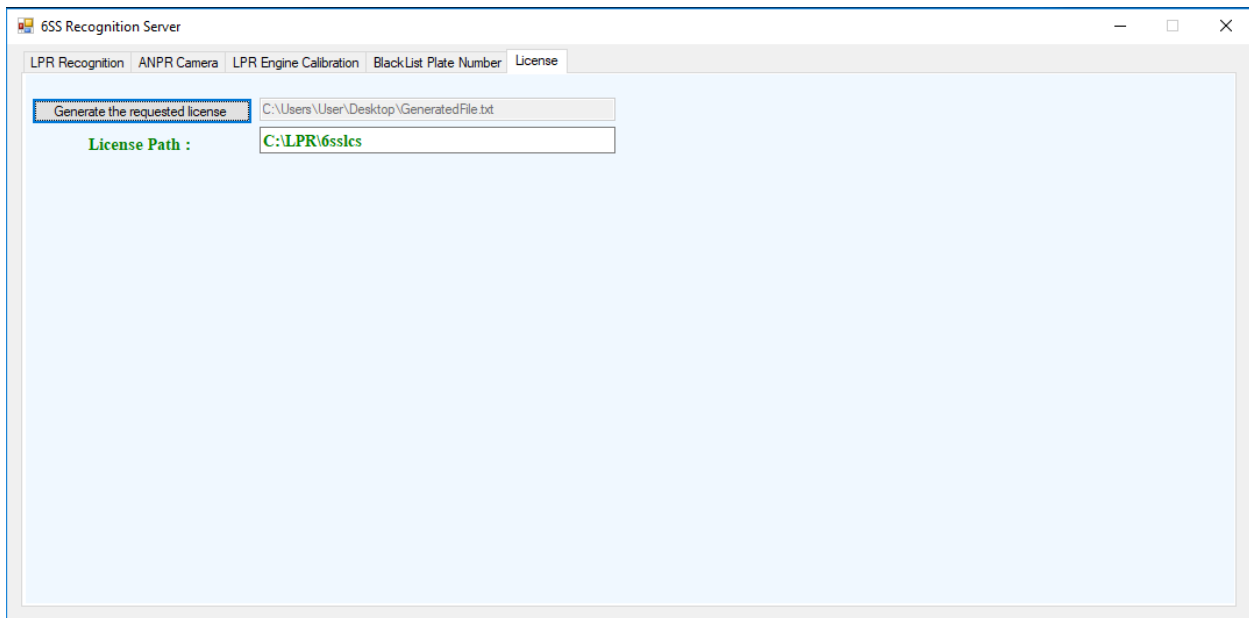 6SS Recognition Server
LPR Recognition ANPR Camera LPR Engine Calibration BlackList Plate Number License
Generate the requested license C:\Users\User\Desktop\GeneratedFile.txt
License Path : C:\LPR\6sslcs